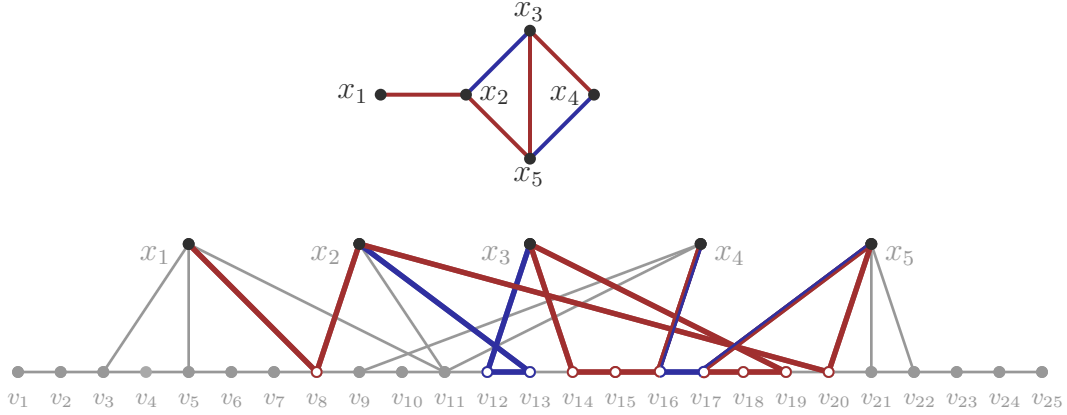 x₃
x₁ x₂ x₄
x₅
x₁ x₂ x₃ x₄ x₅
v₁ v₂ v₃ v₄ v₅ v₆ v₇ v₈ v₉ v₁₀ v₁₁ v₁₂ v₁₃ v₁₄ v₁₅ v₁₆ v₁₇ v₁₈ v₁₉ v₂₀ v₂₁ v₂₂ v₂₃ v₂₄ v₂₅